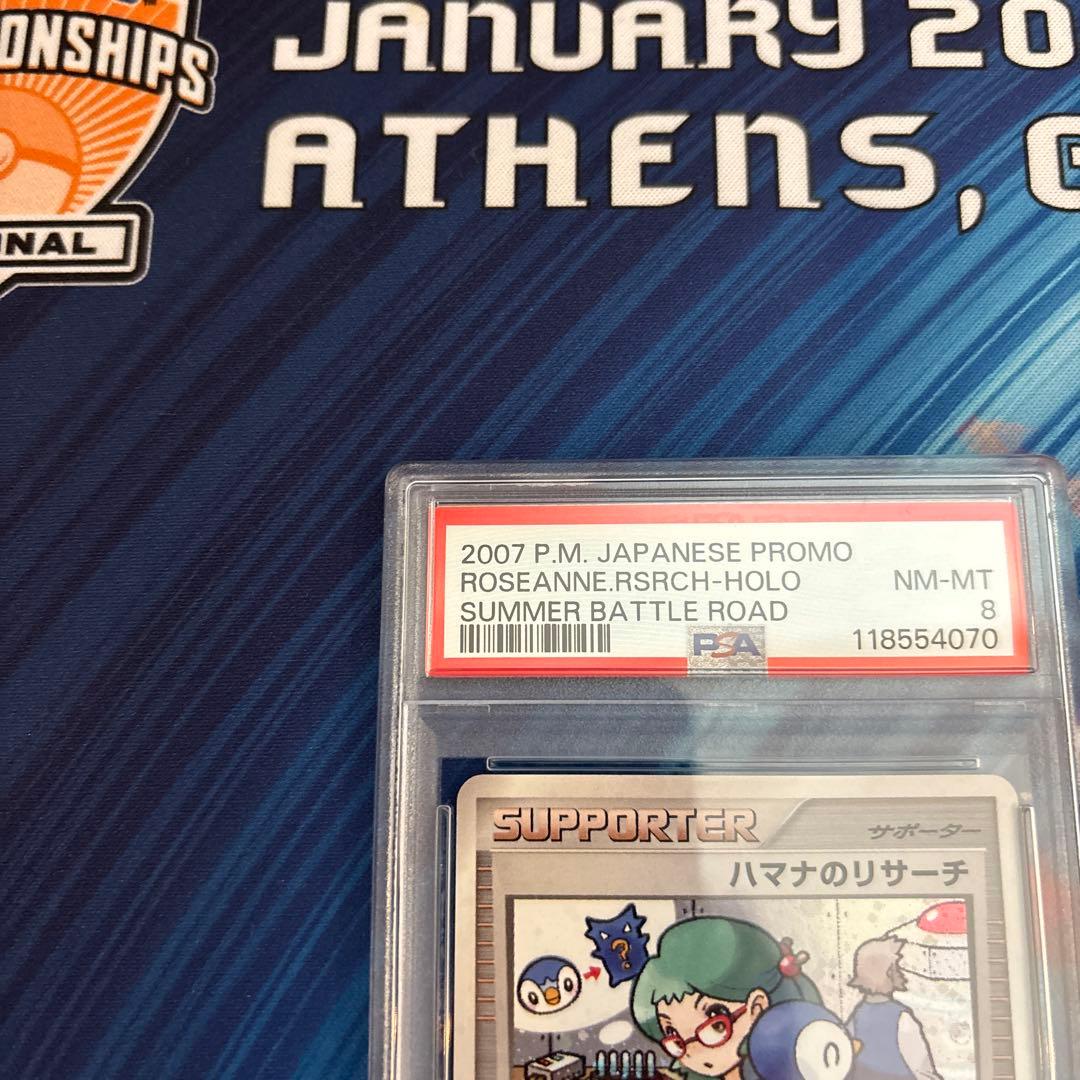 JANUARY 20
ATHENS, G
ONSHIPS
NAL
2007 P.M. JAPANESE PROMO
ROSEANNE.RSRCH-HOLO NM-MT
SUMMER BATTLE ROAD 8
PSA 118554070
SUPPORTER サポーター
ハマナのリサーチ
?